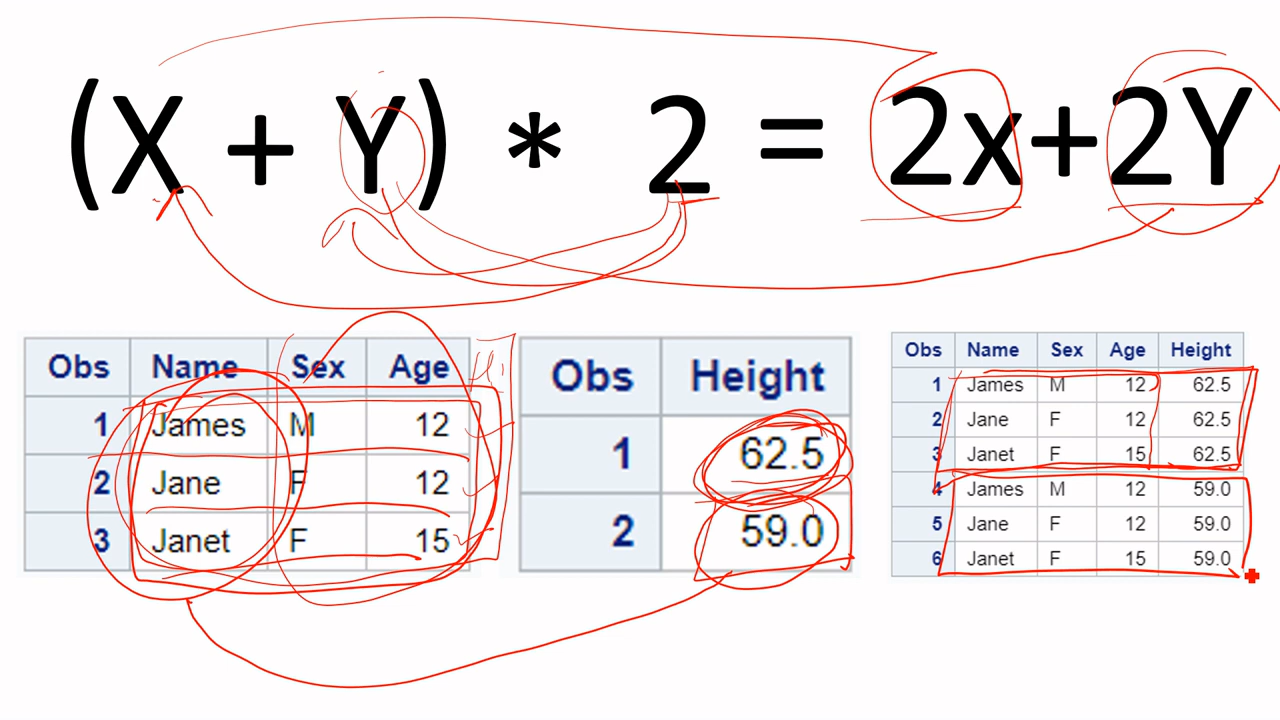 (X + Y) * 2 = 2x+2Y
Obs Name Sex Age
1 James M 12
2 Jane F 12
3 Janet F 15
Obs Height
1 62.5
2 59.0
Obs Name Sex Age Height
1 James M 12 62.5
2 Jane F 12 62.5
3 Janet F 15 62.5
4 James M 12 59.0
5 Jane F 12 59.0
6 Janet F 15 59.0